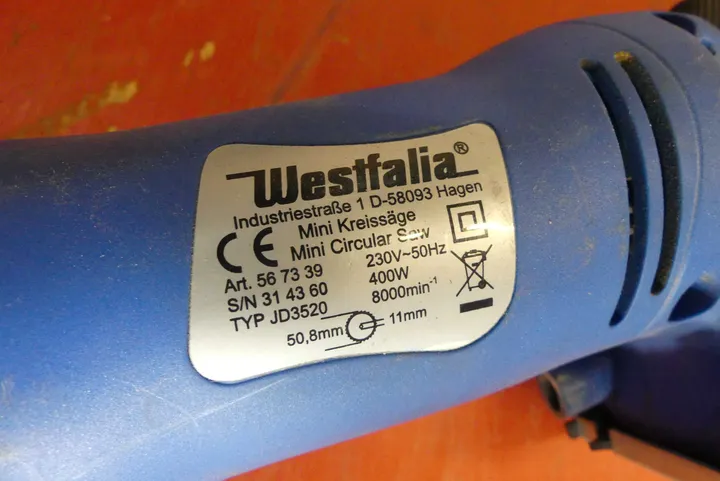 Westfalia®
Industriestraße 1 D-58093 Hagen
Mini Kreissäge
Mini Circular Saw
CE
Art. 56 73 39
230V~50Hz
S/N 31 43 60
400W
TYP JD3520
8000min⁻¹
50,8mm
11mm